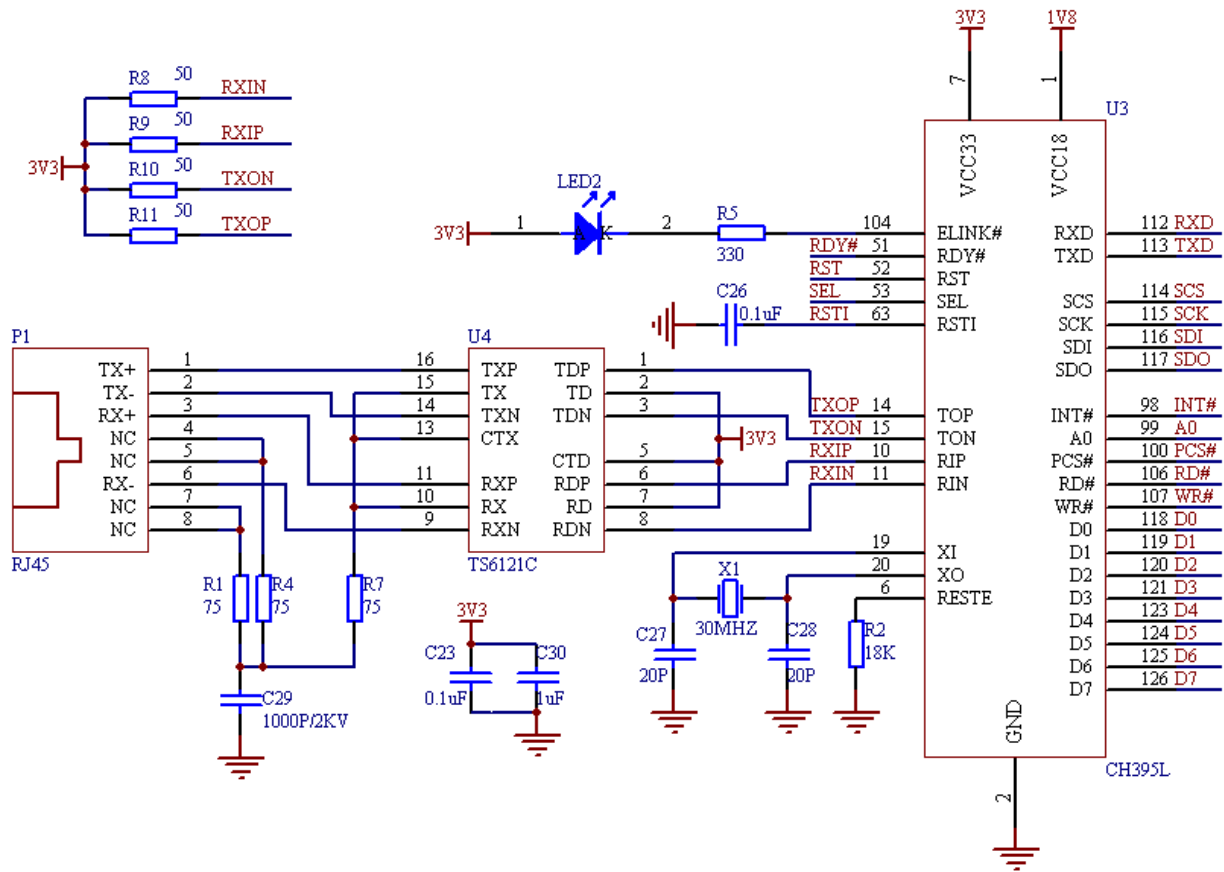 3V3 1V8
7 1
U3
VCC33 VCC18
R8 50 RXIN
R9 50 RXIP
3V3
R10 50 TXON
R11 50 TXOP
LED2
3V3 1 A K 2 R5 330 104 ELINK#
RDY# 51 RDY#
RST 52 RST
SEL 53 SEL
C26 0.1uF RSTI 63 RSTI
RXD 112 RXD
TXD 113 TXD
SCS 114 SCS
SCK 115 SCK
SDI 116 SDI
SDO 117 SDO
P1
TX+ 1
TX- 2
RX+ 3
NC 4
NC 5
RX- 6
NC 7
NC 8
RJ45
U4
16 TXP TDP 1
15 TX TD 2
14 TXN TDN 3
13 CTX
CTD 5
11 RXP RDP 6
10 RX RD 7
9 RXN RDN 8
TS6121C
3V3
TXOP 14 TOP
TXON 15 TON
RXIP 10 RIP
RXIN 11 RIN
INT# 98 INT#
A0 99 A0
PCS# 100 PCS#
RD# 106 RD#
WR# 107 WR#
D0 118 D0
D1 119 D1
D2 120 D2
D3 121 D3
D4 123 D4
D5 124 D5
D6 125 D6
D7 126 D7
19 XI
20 XO
6 RESTE
X1
30MHZ
C27
20P
C28
20P
R2
18K
R1
75
R4
75
R7
75
C29
1000P/2KV
3V3
C23
0.1uF
C30
1uF
GND
2
CH395L